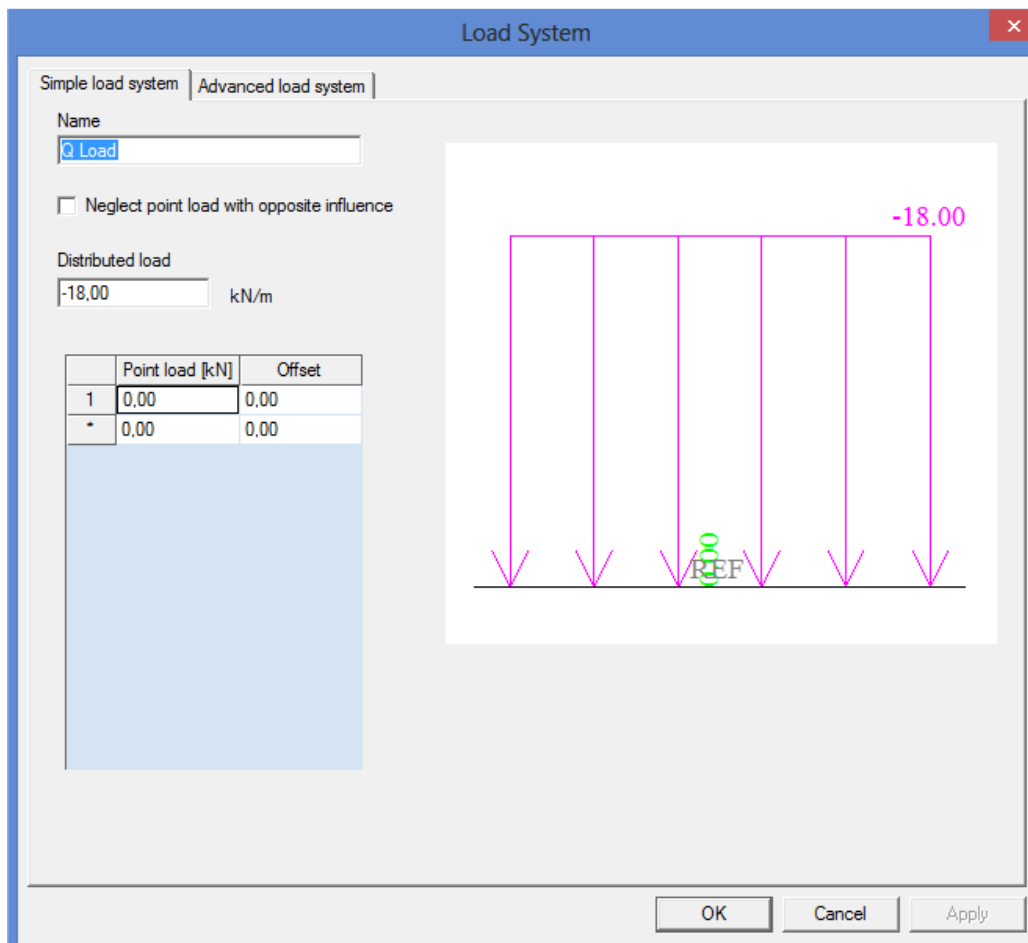 Load System
Simple load system
Advanced load system
Name
Q Load
Neglect point load with opposite influence
Distributed load
-18,00
kN/m
Point load [kN] Offset
1 0,00 0,00
* 0,00 0,00
-18.00
0.00
REF
OK
Cancel
Apply